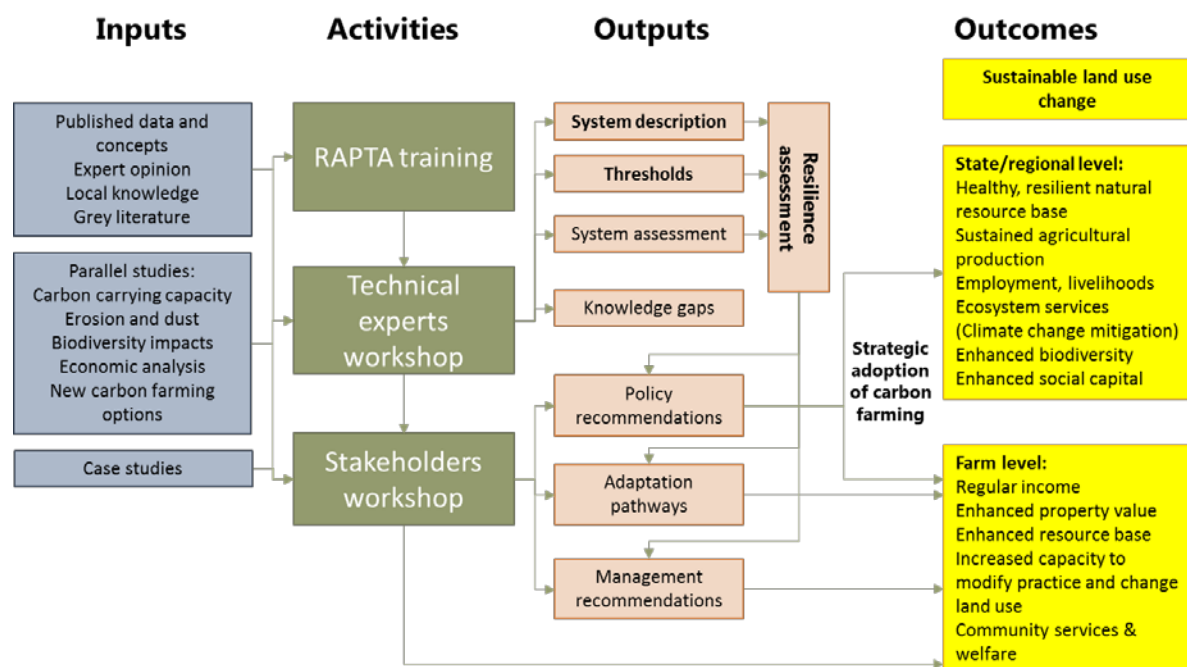 Inputs
Activities
Outputs
Outcomes
Published data and
concepts
Expert opinion
Local knowledge
Grey literature
Parallel studies:
Carbon carrying capacity
Erosion and dust
Biodiversity impacts
Economic analysis
New carbon farming
options
Case studies
RAPTA training
Technical
experts
workshop
Stakeholders
workshop
System description
Thresholds
System assessment
Knowledge gaps
Policy
recommendations
Adaptation
pathways
Management
recommendations
Resilience
assessment
Strategic
adoption
of carbon
farming
Sustainable land use
change
State/regional level:
Healthy, resilient natural
resource base
Sustained agricultural
production
Employment, livelihoods
Ecosystem services
(Climate change mitigation)
Enhanced biodiversity
Enhanced social capital
Farm level:
Regular income
Enhanced property value
Enhanced resource base
Increased capacity to
modify practice and change
land use
Community services &
welfare